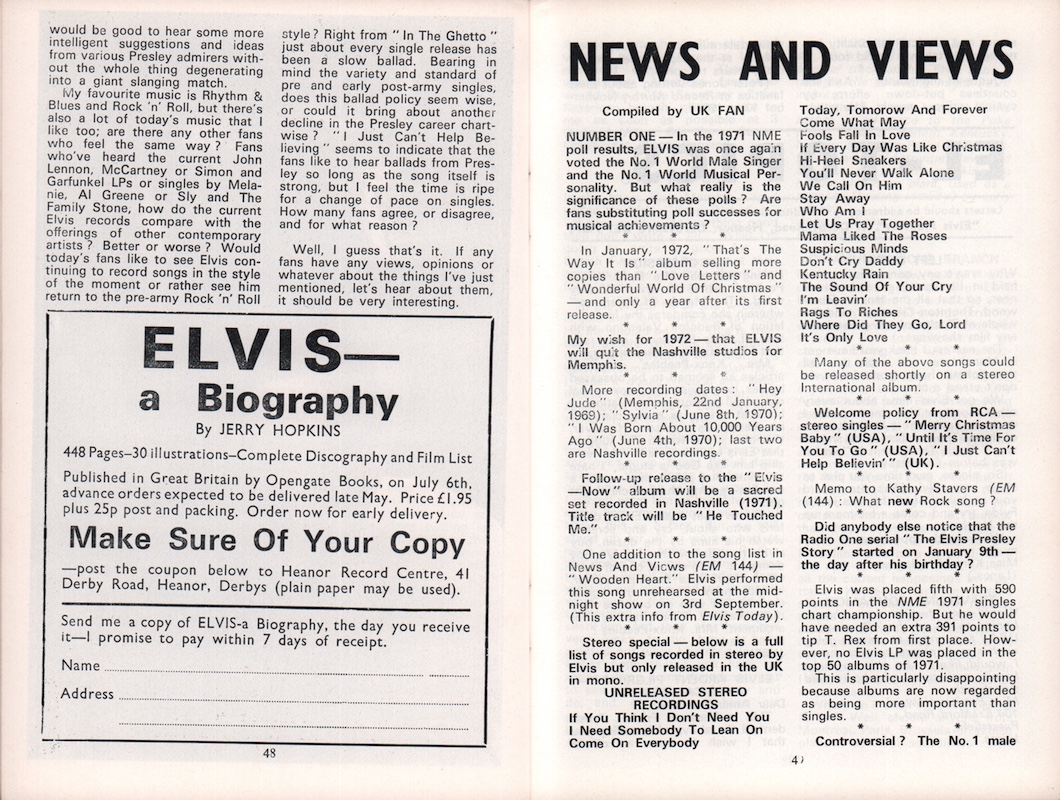 would be good to hear some more
intelligent suggestions and ideas
from various Presley admirers with-
out the whole thing degenerating
into a giant slanging match.
My favourite music is Rhythm &
Blues and Rock 'n' Roll, but there's
also a lot of today's music that I
like too; are there any other fans
who feel the same way? Fans
who've heard the current John
Lennon, McCartney or Simon and
Garfunkel LPs or singles by Mela-
nie, Al Greene or Sly and The
Family Stone, how do the current
Elvis records compare with the
offerings of other contemporary
artists? Better or worse? Would
today's fans like to see Elvis con-
tinuing to record songs in the style
of the moment or rather see him
return to the pre-army Rock 'n' Roll
style? Right from "In The Ghetto"
just about every single release has
been a slow ballad. Bearing in
mind the variety and standard of
pre and early post-army singles,
does this ballad policy seem wise,
or could it bring about another
decline in the Presley career chart-
wise? "I Just Can't Help Be-
lieving" seems to indicate that the
fans like to hear ballads from Pres-
ley so long as the song itself is
strong, but I feel the time is ripe
for a change of pace on singles.
How many fans agree, or disagree,
and for what reason?
Well, I guess that's it. If any
fans have any views, opinions or
whatever about the things I've just
mentioned, let's hear about them,
it should be very interesting.
ELVIS—
a Biography
By JERRY HOPKINS
448 Pages–30 illustrations–Complete Discography and Film List
Published in Great Britain by Opengate Books, on July 6th,
advance orders expected to be delivered late May. Price £1.95
plus 25p post and packing. Order now for early delivery.
Make Sure Of Your Copy
—post the coupon below to Heanor Record Centre, 41
Derby Road, Heanor, Derbys (plain paper may be used).
Send me a copy of ELVIS-a Biography, the day you receive
it—I promise to pay within 7 days of receipt.
Name
Address
48
NEWS AND VIEWS
Compiled by UK FAN
NUMBER ONE — In the 1971 NME
poll results, ELVIS was once again
voted the No. 1 World Male Singer
and the No. 1 World Musical Per-
sonality. But what really is the
significance of these polls? Are
fans substituting poll successes for
musical achievements?
* * *
In January, 1972, "That's The
Way It Is" album selling more
copies than "Love Letters" and
"Wonderful World Of Christmas"
— and only a year after its first
release.
* * *
My wish for 1972 — that ELVIS
will quit the Nashville studios for
Memphis.
* * *
More recording dates: "Hey
Jude" (Memphis, 22nd January,
1969); "Sylvia" (June 8th, 1970);
"I Was Born About 10,000 Years
Ago" (June 4th, 1970); last two
are Nashville recordings.
* * *
Follow-up release to the "Elvis
—Now" album will be a sacred
set recorded in Nashville (1971).
Title track will be "He Touched
Me."
* * *
One addition to the song list in
News And Views (EM 144) —
"Wooden Heart." Elvis performed
this song unrehearsed at the mid-
night show on 3rd September.
(This extra info from Elvis Today).
* * *
Stereo special — below is a full
list of songs recorded in stereo by
Elvis but only released in the UK
in mono.
UNRELEASED STEREO
RECORDINGS
If You Think I Don't Need You
I Need Somebody To Lean On
Come On Everybody
Today, Tomorow And Forever
Come What May
Fools Fall In Love
If Every Day Was Like Christmas
Hi-Heel Sneakers
You'll Never Walk Alone
We Call On Him
Stay Away
Who Am I
Let Us Pray Together
Mama Liked The Roses
Suspicious Minds
Don't Cry Daddy
Kentucky Rain
The Sound Of Your Cry
I'm Leavin'
Rags To Riches
Where Did They Go, Lord
It's Only Love
* * *
Many of the above songs could
be released shortly on a stereo
International album.
* * *
Welcome policy from RCA —
stereo singles — "Merry Christmas
Baby" (USA), "Until It's Time For
You To Go" (USA), "I Just Can't
Help Believin'" (UK).
* * *
Memo to Kathy Stavers (EM
(144): What new Rock song?
* * *
Did anybody else notice that the
Radio One serial "The Elvis Presley
Story" started on January 9th —
the day after his birthday?
* * *
Elvis was placed fifth with 590
points in the NME 1971 singles
chart championship. But he would
have needed an extra 391 points to
tip T. Rex from first place. How-
ever, no Elvis LP was placed in the
top 50 albums of 1971.
This is particularly disappointing
because albums are now regarded
as being more important than
singles.
* * *
Controversial? The No. 1 male